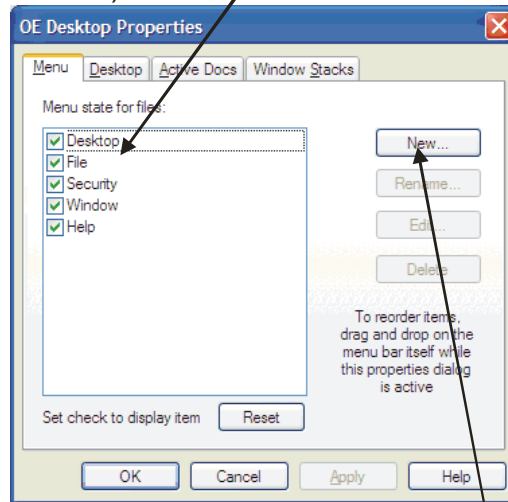 OE Desktop Properties
Menu Desktop Active Docs Window Stacks
Menu state for files:
Desktop
File
Security
Window
Help
New...
Rename...
Edit...
Delete
To reorder items,
drag and drop on the
menu bar itself while
this properties dialog
is active
Set check to display item Reset
OK Cancel Apply Help